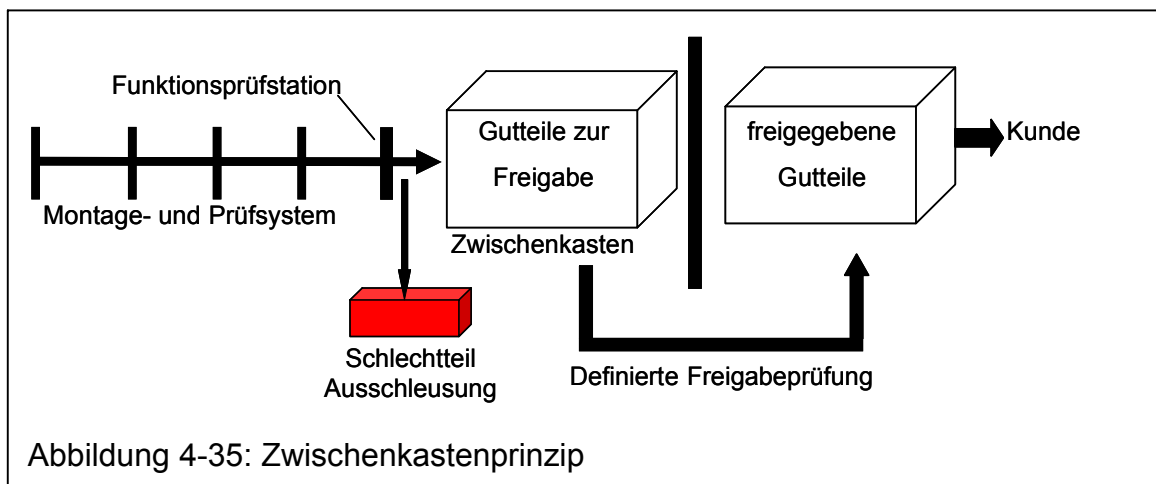 Funktionsprüfstation
Montage- und Prüfsystem
Gutteile zur
Freigabe
Zwischenkasten
freigegebene
Gutteile
Kunde
Schlechtteil
Ausschleusung
Definierte Freigabeprüfung
Abbildung 4-35: Zwischenkastenprinzip